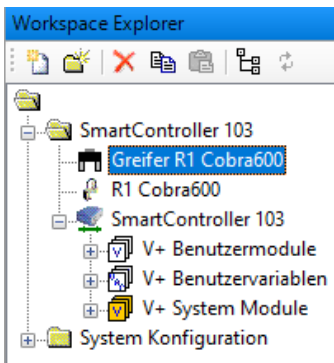 Workspace Explorer
SmartController 103
Greifer R1 Cobra600
R1 Cobra600
SmartController 103
V+ Benutzermodule
V+ Benutzervariablen
V+ System Module
System Konfiguration